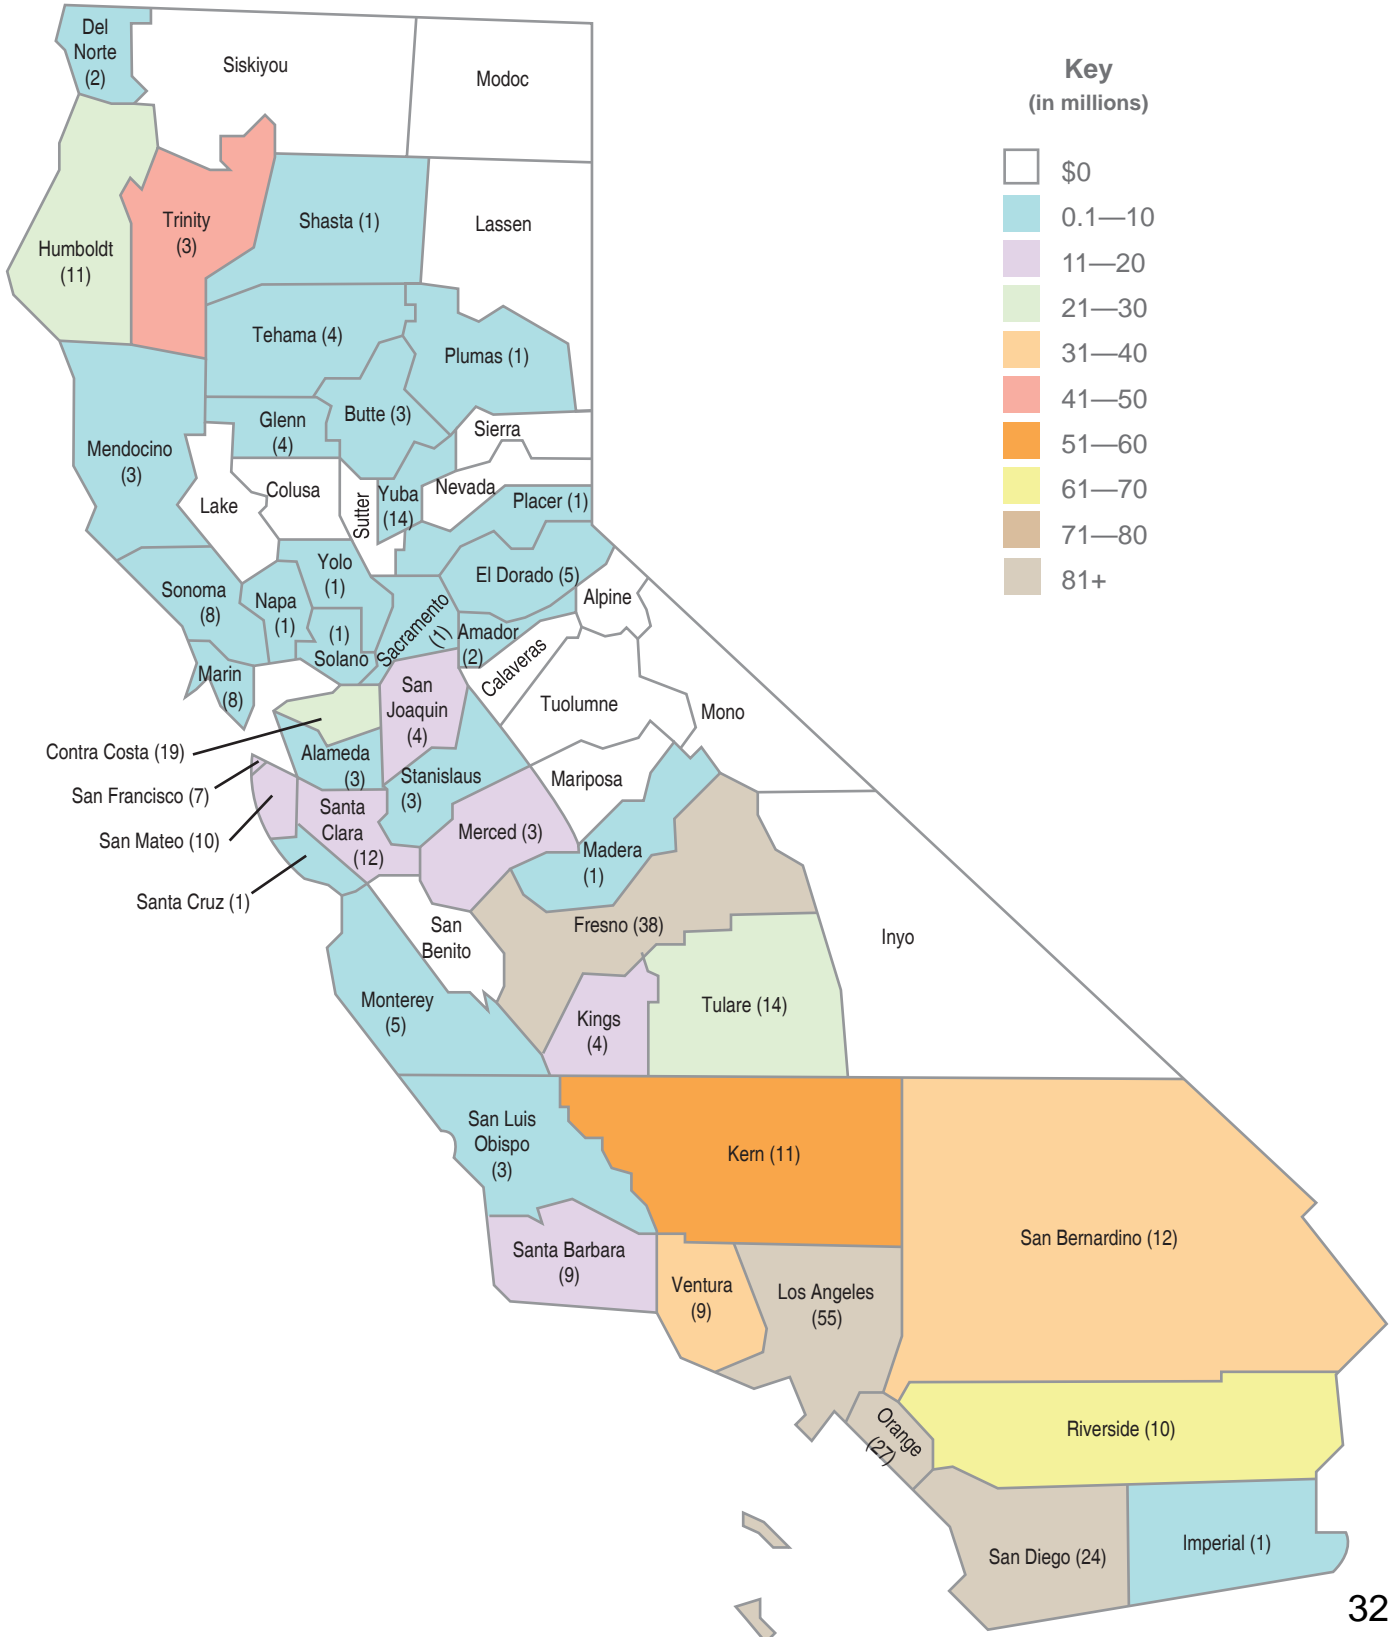 Del
Norte
(2)
Siskiyou
Modoc
Key
(in millions)
$0
0.1—10
11—20
21—30
31—40
41—50
51—60
61—70
71—80
81+
Humboldt
(11)
Trinity
(3)
Shasta (1)
Lassen
Tehama (4)
Plumas (1)
Mendocino
(3)
Glenn
(4)
Butte (3)
Sierra
Lake
Colusa
Sutter
Yuba
(14)
Nevada
Placer (1)
Sonoma
(8)
Napa
(1)
Yolo
(1)
(1)
Solano
Sacramento
(1)
El Dorado (5)
Amador
(2)
Alpine
Marin
(8)
Calaveras
San
Joaquin
(4)
Tuolumne
Mono
Contra Costa (19)
Alameda
(3)
Stanislaus
(3)
Mariposa
San Francisco (7)
San Mateo (10)
Santa
Clara
(12)
Merced (3)
Madera
(1)
Santa Cruz (1)
San
Benito
Fresno (38)
Inyo
Monterey
(5)
Kings
(4)
Tulare (14)
San Luis
Obispo
(3)
Kern (11)
San Bernardino (12)
Santa Barbara
(9)
Ventura
(9)
Los Angeles
(55)
Orange
(27)
Riverside (10)
San Diego (24)
Imperial (1)
32